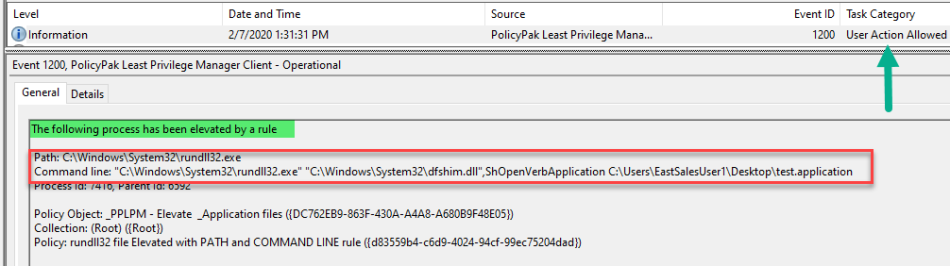 Level Date and Time Source Event ID Task Category
Information 2/7/2020 1:31:31 PM PolicyPak Least Privilege Mana... 1200 User Action Allowed
Event 1200, PolicyPak Least Privilege Manager Client - Operational
General Details
The following process has been elevated by a rule
Path: C:\Windows\System32\rundll32.exe
Command line: "C:\Windows\System32\rundll32.exe" "C:\Windows\System32\dfshim.dll",ShOpenVerbApplication C:\Users\EastSalesUser1\Desktop\test.application
Process Id: 7416, Parent Id: 6592
Policy Object: _PPLPM - Elevate _Application files ({DC762EB9-863F-430A-A4A8-A680B9F48E05})
Collection: (Root) ({Root})
Policy: rundll32 file Elevated with PATH and COMMAND LINE rule ({d83559b4-c6d9-4024-94cf-99ec75204dad})